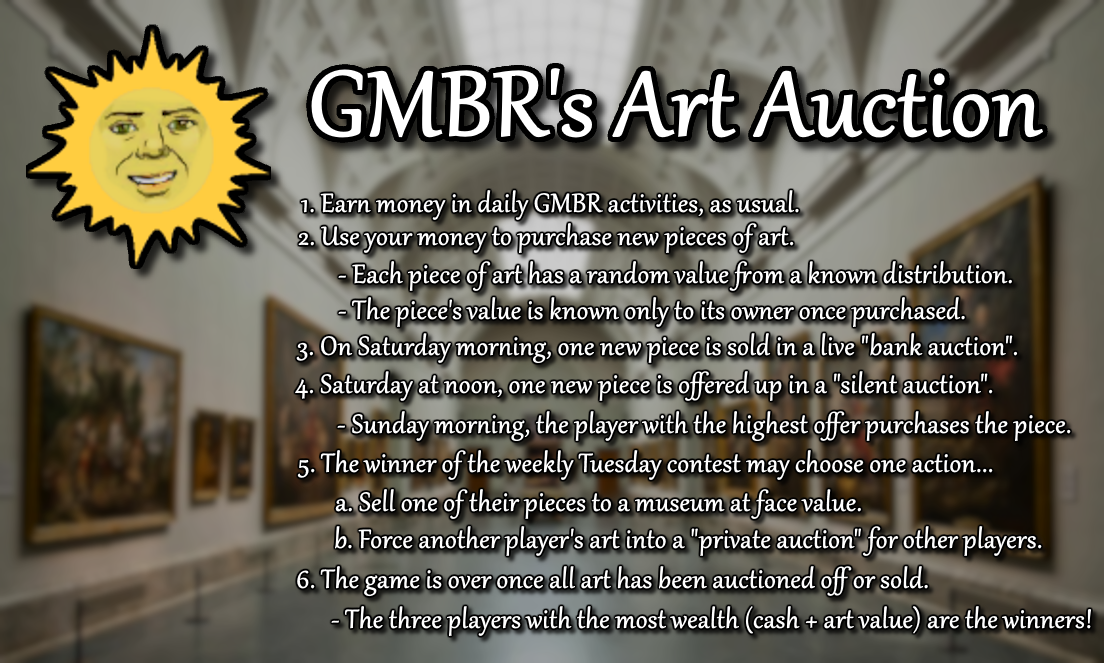 GMBR's Art Auction
1. Earn money in daily GMBR activities, as usual.
2. Use your money to purchase new pieces of art.
- Each piece of art has a random value from a known distribution.
- The piece's value is known only to its owner once purchased.
3. On Saturday morning, one new piece is sold in a live "bank auction".
4. Saturday at noon, one new piece is offered up in a "silent auction".
- Sunday morning, the player with the highest offer purchases the piece.
5. The winner of the weekly Tuesday contest may choose one action...
a. Sell one of their pieces to a museum at face value.
b. Force another player's art into a "private auction" for other players.
6. The game is over once all art has been auctioned off or sold.
- The three players with the most wealth (cash + art value) are the winners!